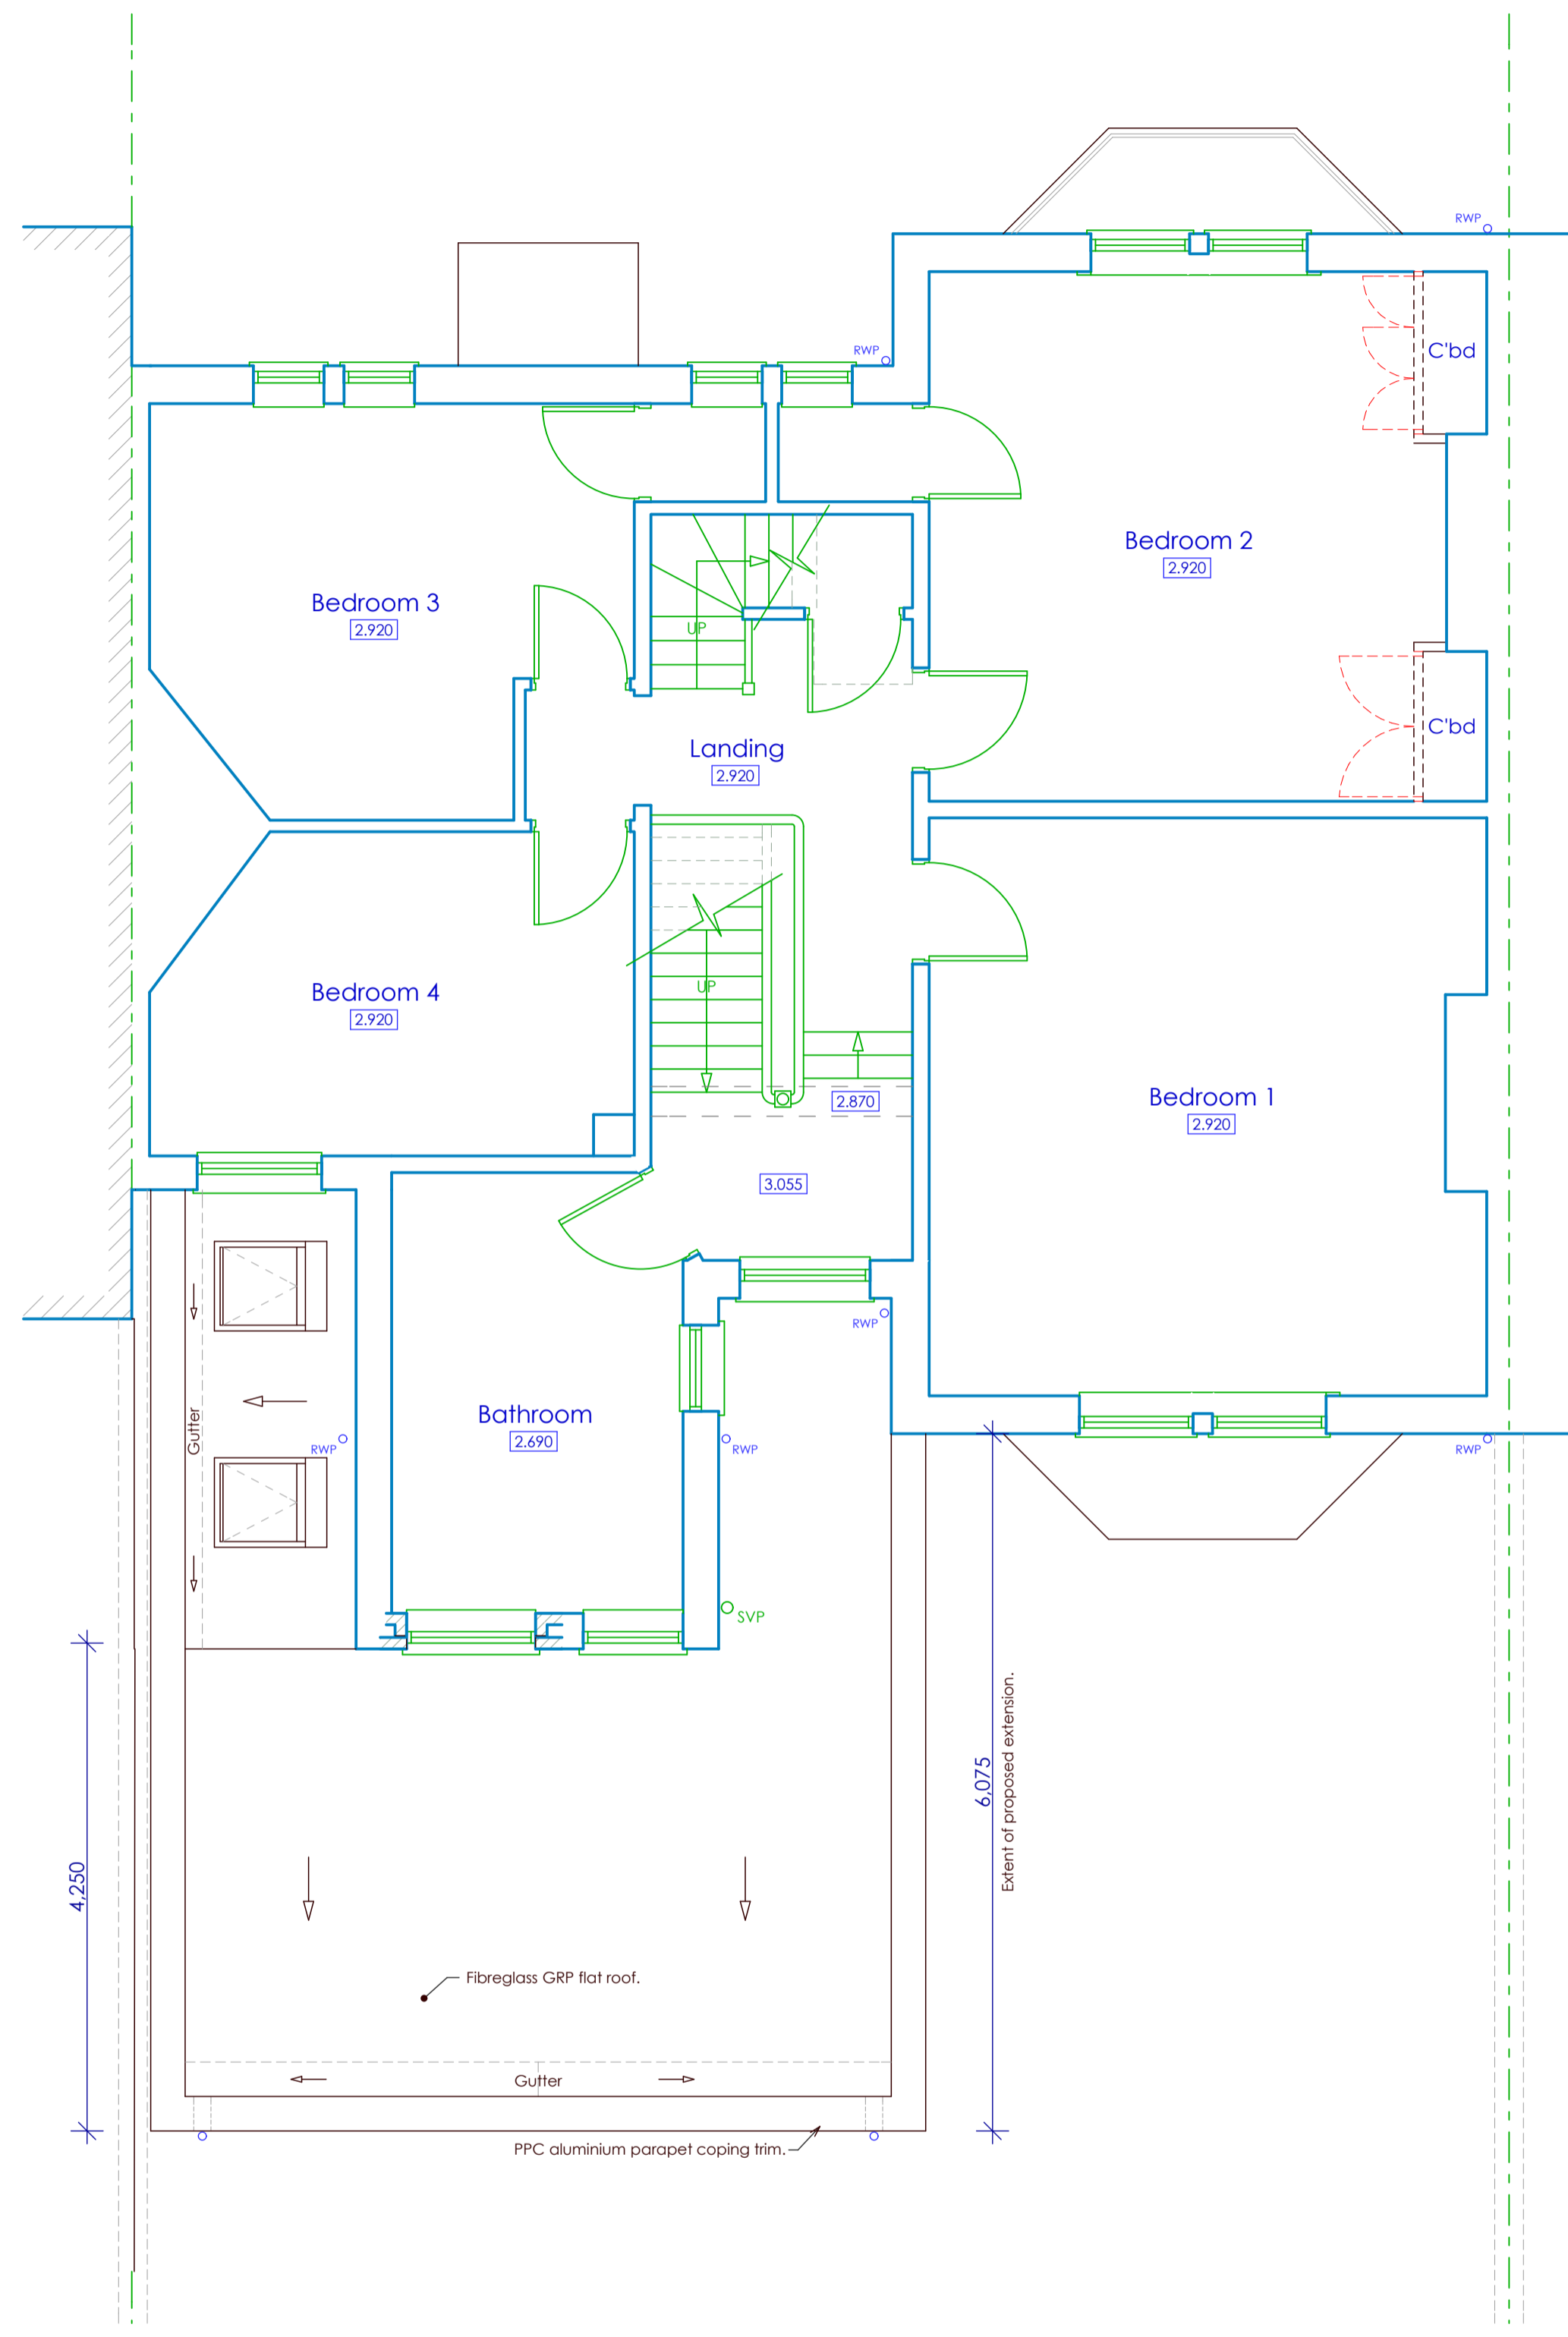 RWP
RWP
C'bd
Bedroom 2
2.920
Bedroom 3
2.920
UP
C'bd
Landing
2.920
UP
Bedroom 4
2.920
Bedroom 1
2.920
2.870
3.055
RWP
Bathroom
2.690
Gutter
RWP
RWP
RWP
SVP
6,075
Extent of proposed extension.
4,250
Fibreglass GRP flat roof.
Gutter
PPC aluminium parapet coping trim.